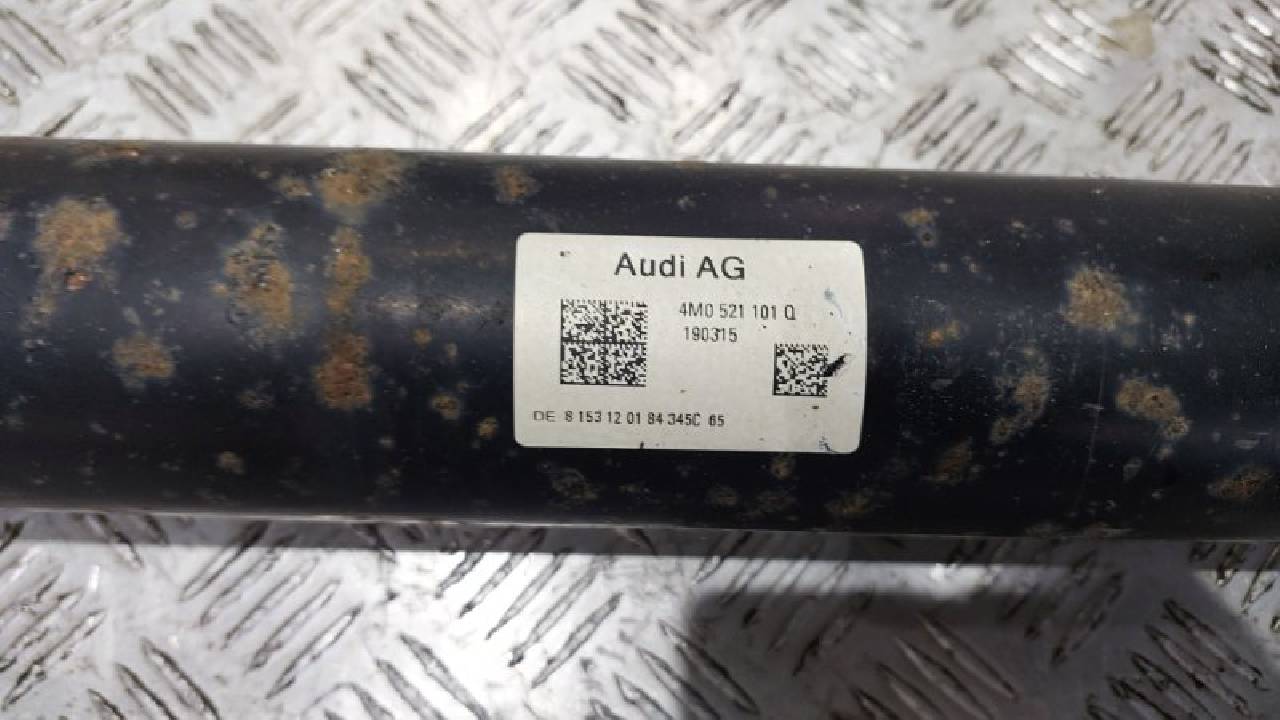 Audi AG
4M0 521 101 Q
190315
DE 8 153 12 01 84 345C 65